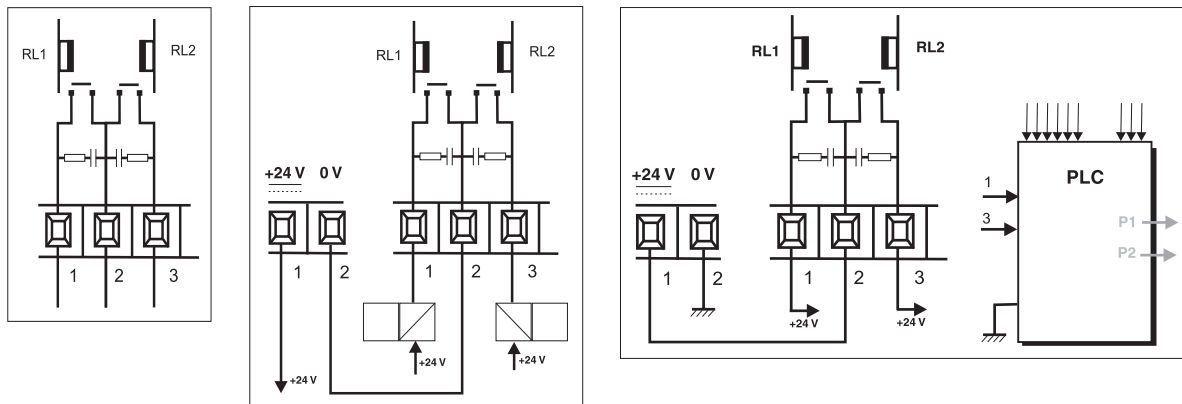 RL1 RL2
1 2 3
RL1 RL2
+24 V 0 V
1 2 1 2 3
+24 V +24 V
+24 V
RL1 RL2
+24 V 0 V
1 2 1 2 3
+24 V +24 V
PLC
1
3
P1
P2